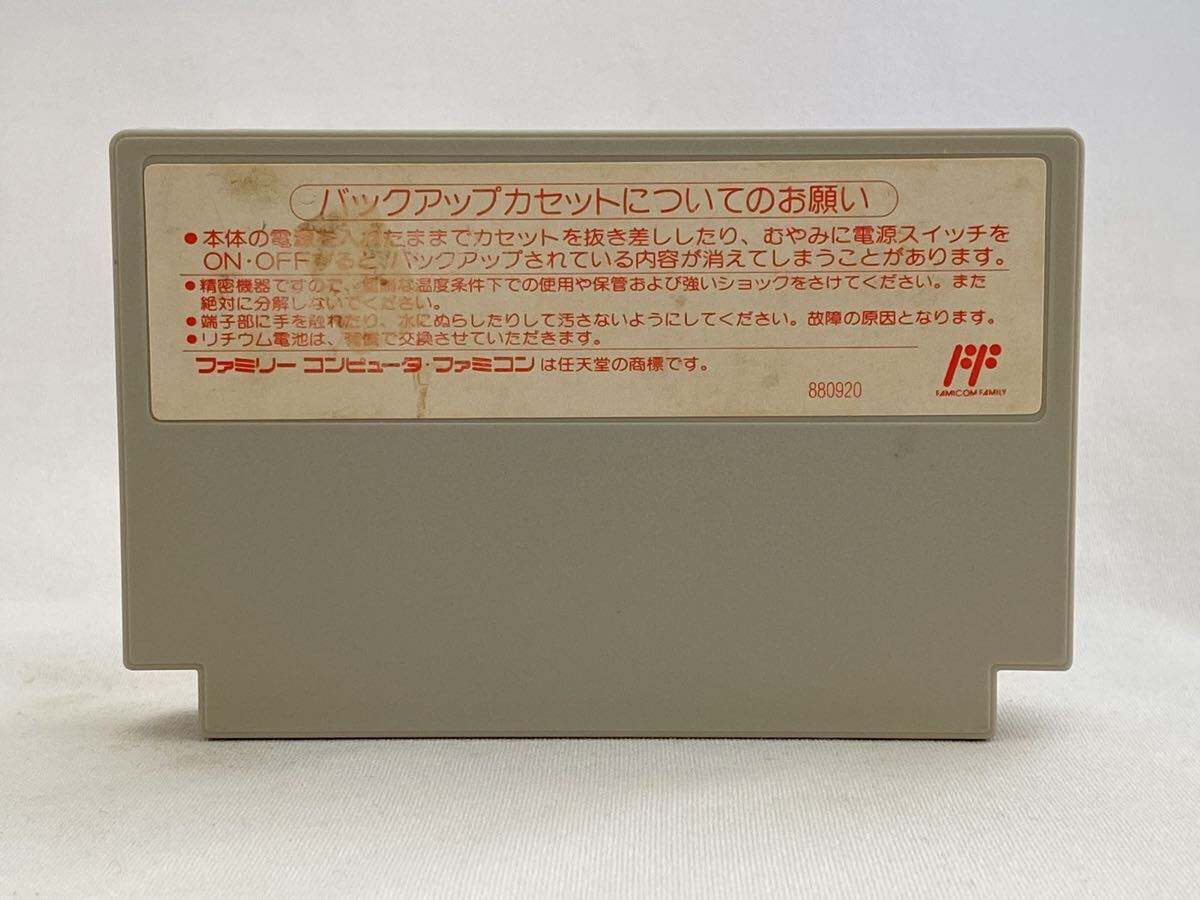 バックアップカセットについてのお願い
●本体の電源を入れたままでカセットを抜き差ししたり、むやみに電源スイッチを
ON・OFFするとバックアップされている内容が消えてしまうことがあります。
●精密機器ですので、極端な温度条件下での使用や保管および強いショックをさけてください。また
絶対に分解しないでください。
●端子部に手を触れたり、水にぬらしたりして汚さないようにしてください。故障の原因となります。
●リチウム電池は、有償で交換させていただきます。
ファミリーコンピュータ・ファミコンは任天堂の商標です。
880920
FAMICOM FAMILY